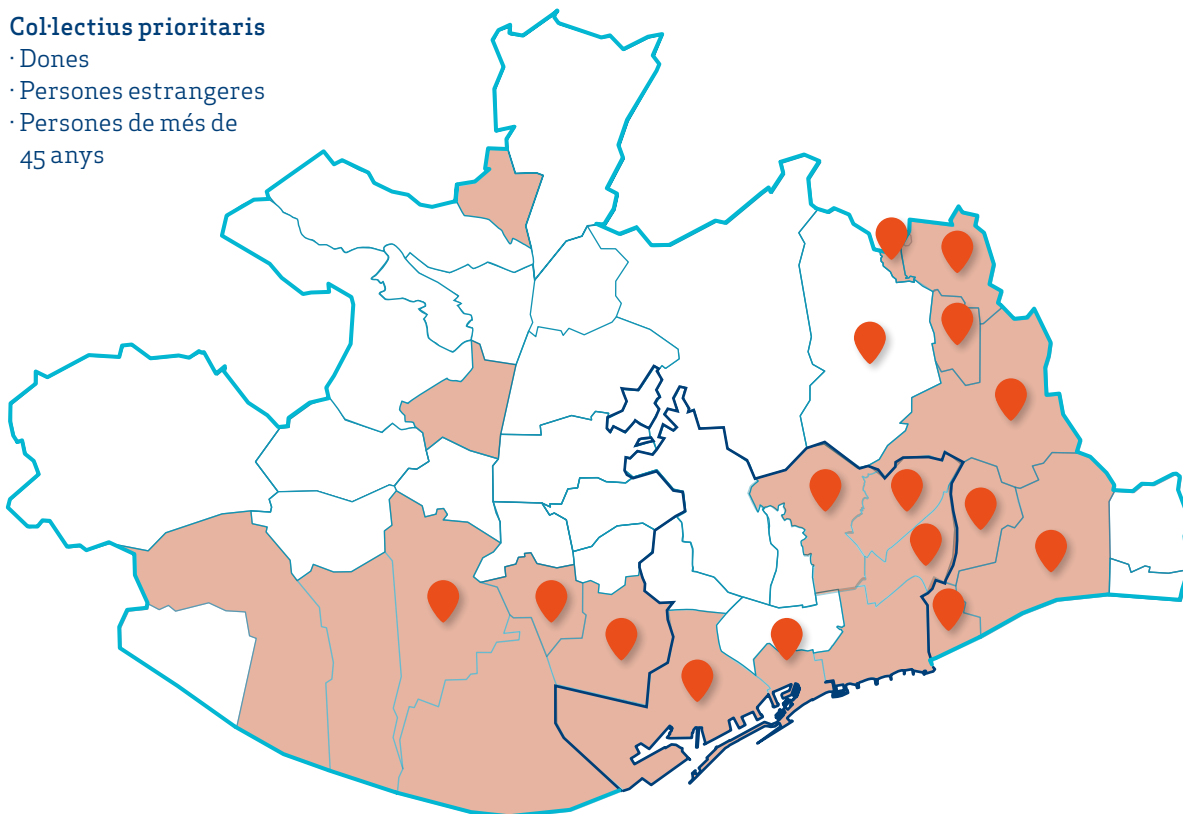 Col·lectius prioritaris
· Dones
· Persones estrangeres
· Persones de més de
45 anys